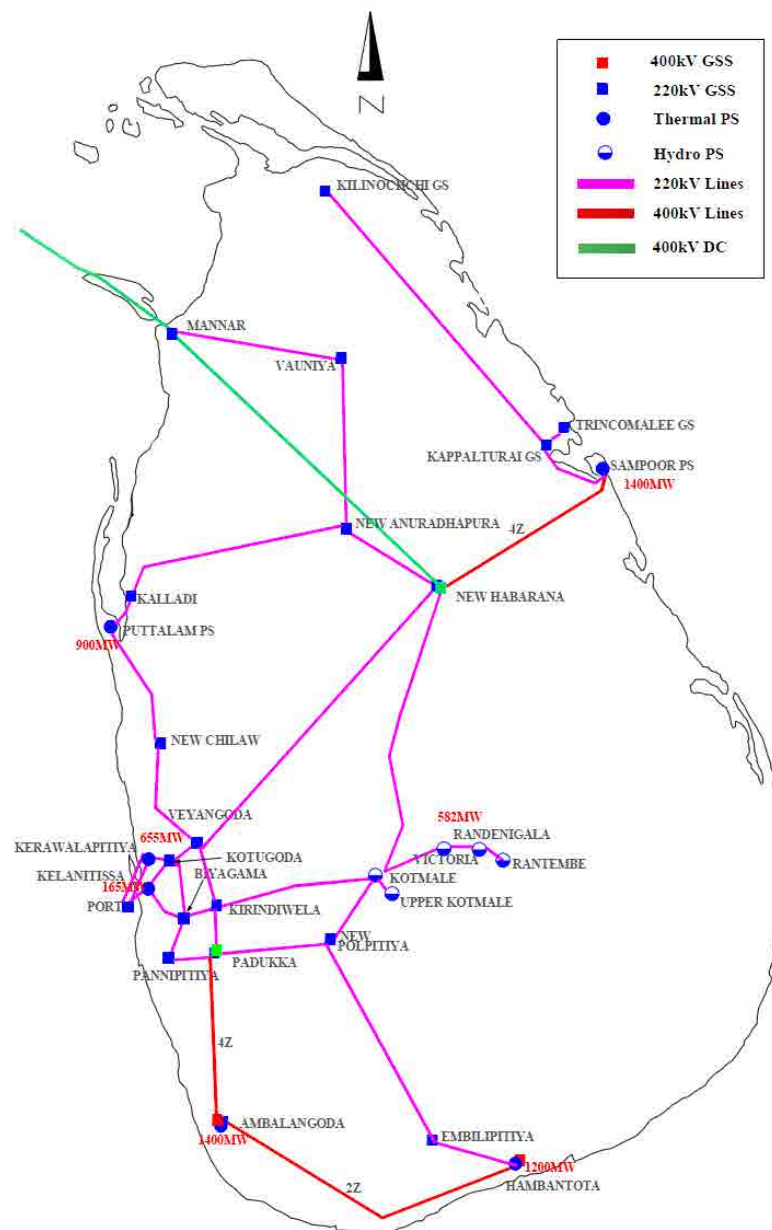 400kV GSS
220kV GSS
Thermal PS
Hydro PS
220kV Lines
400kV Lines
400kV DC
N
KILINOCHCHI GS
MANNAR
VAUNIYA
TRINCOMALEE GS
KAPPALTURAI GS
SAMPOOR PS
1400MW
4Z
NEW ANURADHAPURA
NEW HABARANA
KALLADI
PUTTALAM PS
900MW
NEW CHILAW
VEYANGODA
582MW
RANDENIGALA
KERAWALAPITIYA
655MW
KOTUGODA
VICTORIA
RANTEMBE
KELANITISSA
BIYAGAMA
KOTMALE
165MW
UPPER KOTMALE
PORT
KIRINDIWELA
NEW
POLPITIYA
PADUKKA
PANNIPITIYA
4Z
AMBALANGODA
1400MW
EMBILIPITIYA
1200MW
HAMBANTOTA
2Z